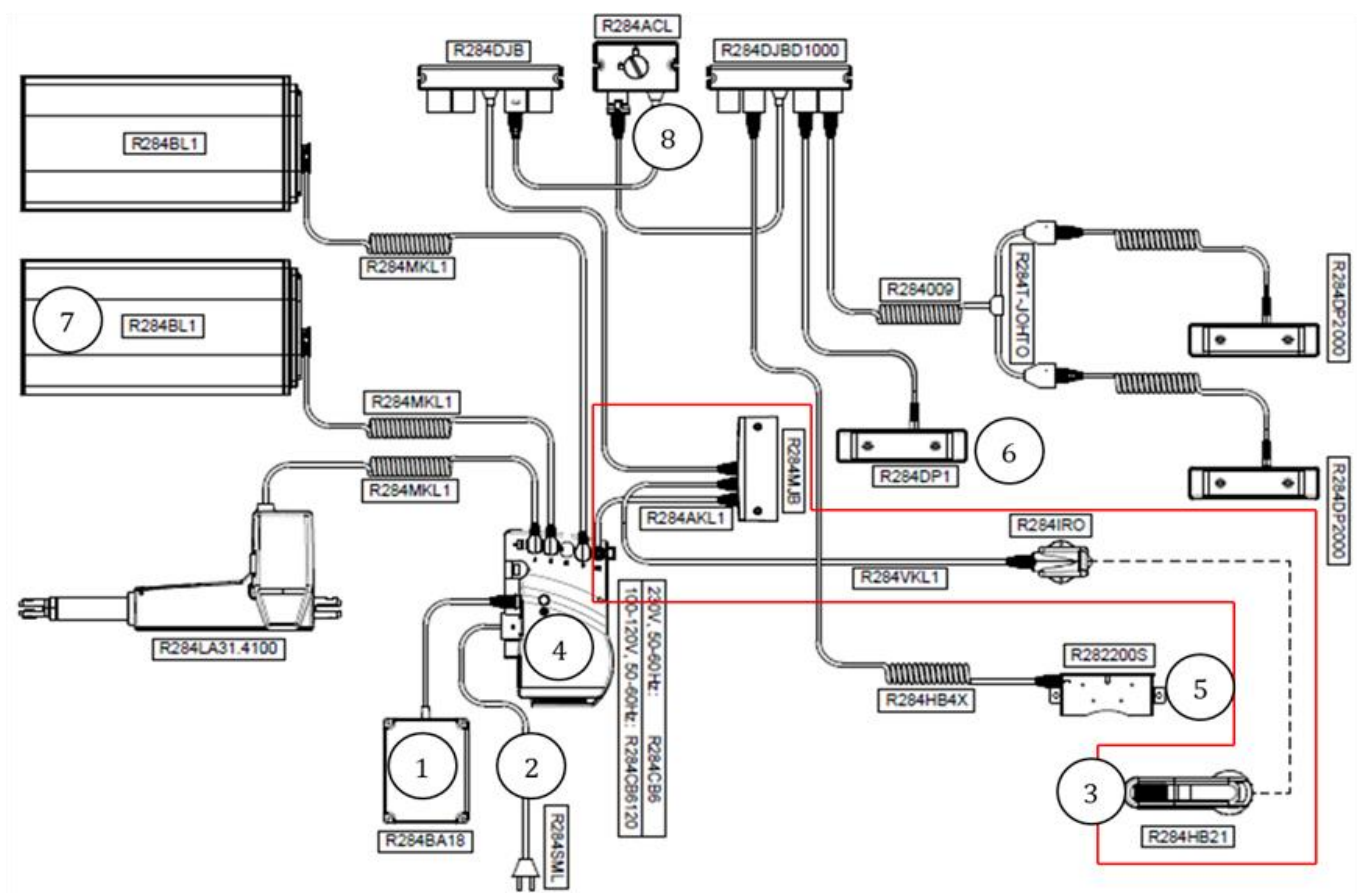 R284ACL
R284DJB
R284DJBD1000
R284BL1
8
R284MKL1
R284BL1
7
R284009
R284T-JOHTO
R284DP2000
R284MKL1
R284MKL1
R284MJB
6
R284DP1
R284DP2000
R284AKL1
R284IRO
R284VKL1
R284LA31.4100
4
230V, 50-60Hz: R284CB6
100-120V, 50-60Hz: R284CB6120
R282200S
5
R284HB4X
1
2
3
R284BA18
R284SML
R284HB21